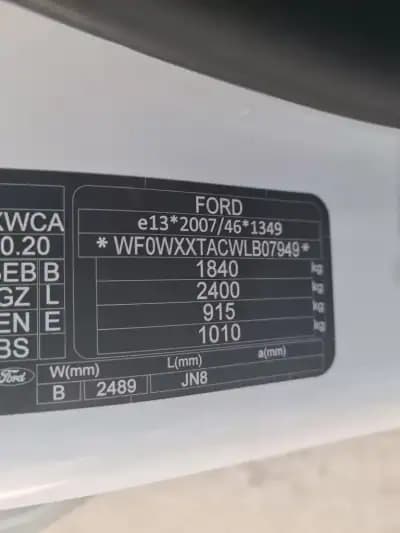 FORD
e13*2007/46*1349
*WF0WXXTACWLB07949*
1840 kg
2400 kg
915 kg
1010 kg
XWCA
0.20
EB B
GZ L
EN E
BS
Ford
W(mm) L(mm) a(mm)
B 2489 JN8